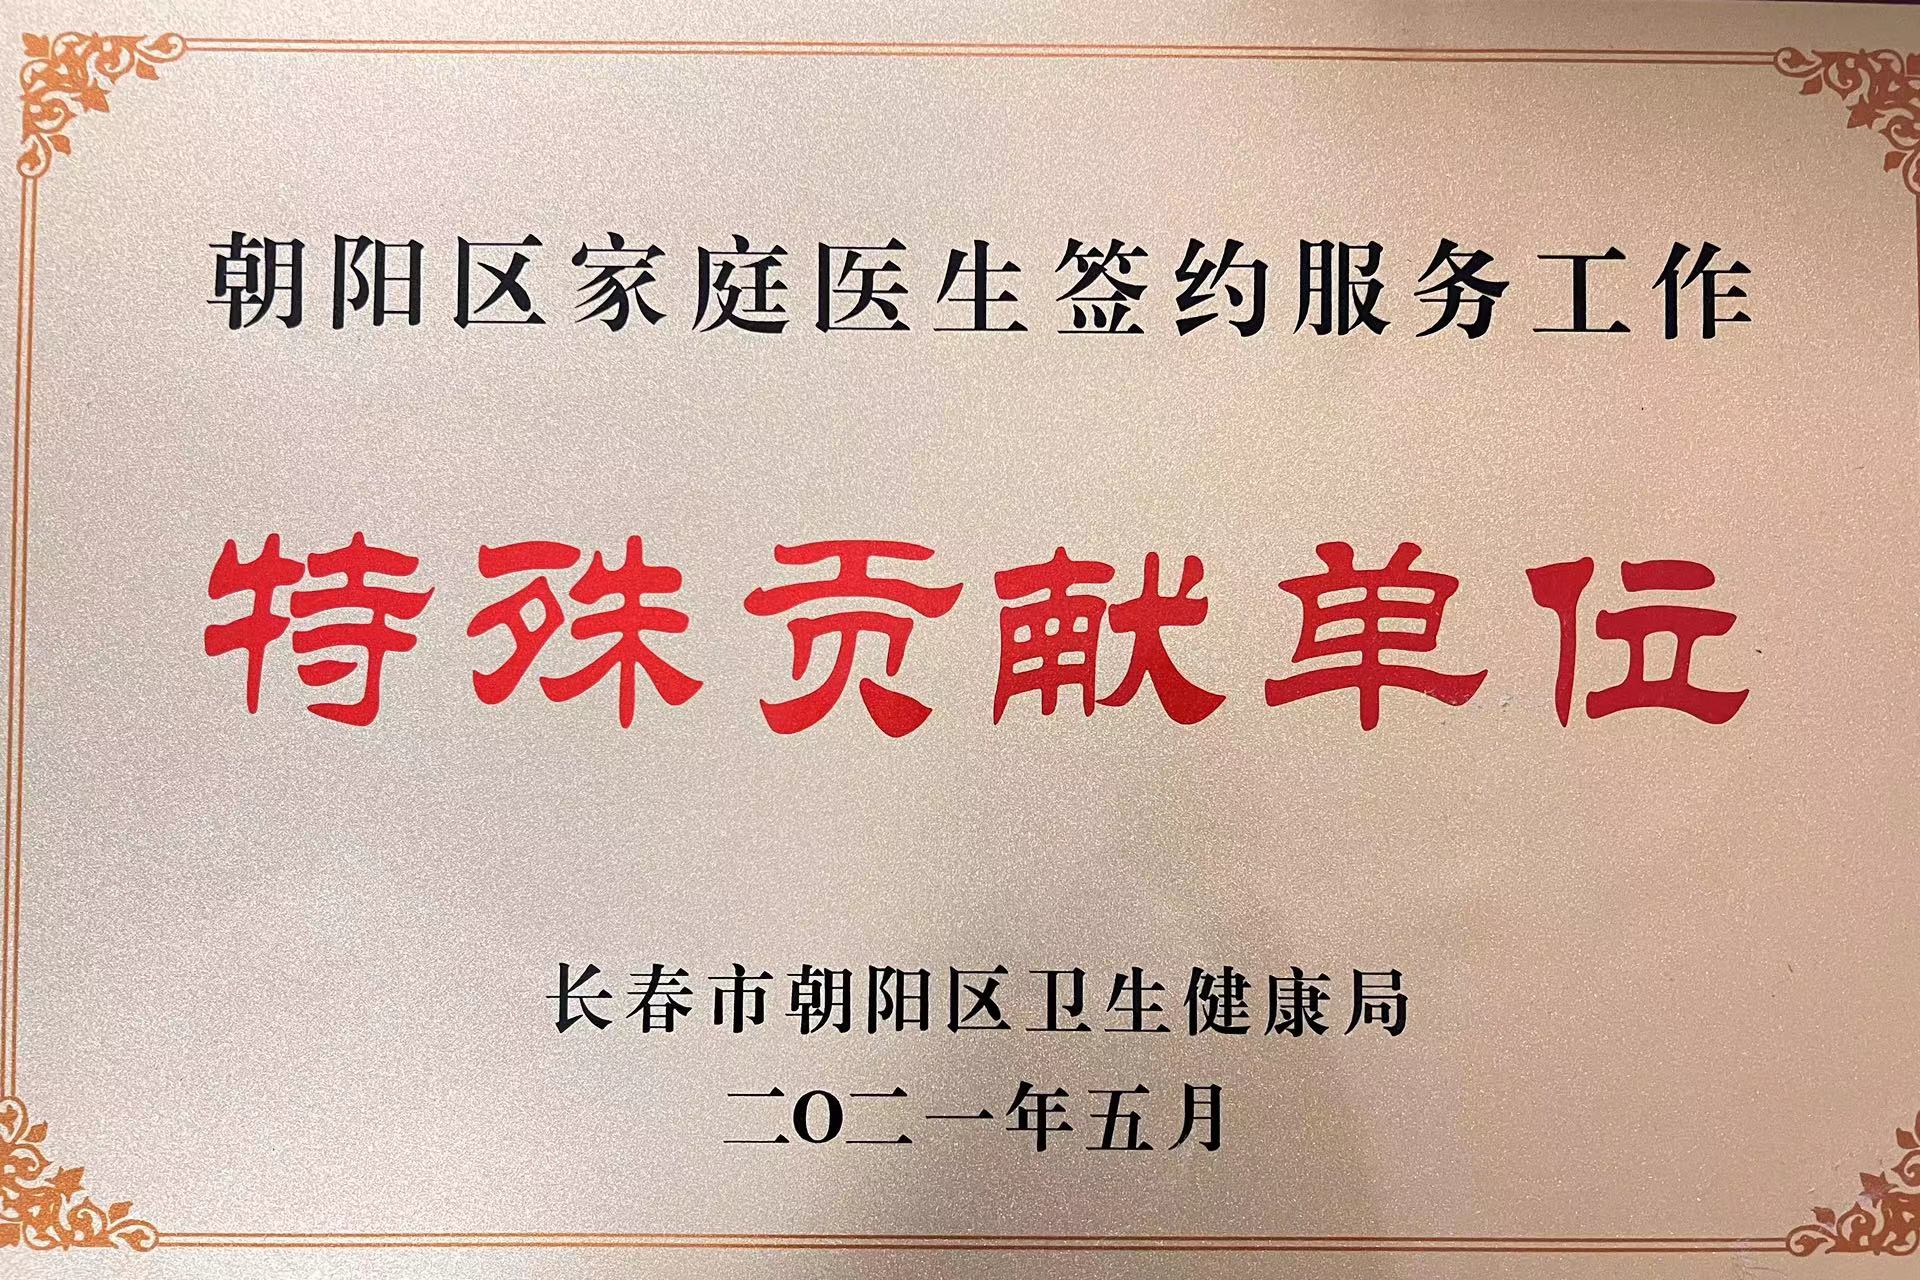 朝阳区家庭医生签约服务工作
特殊贡献单位
长春市朝阳区卫生健康局
二O二一年五月